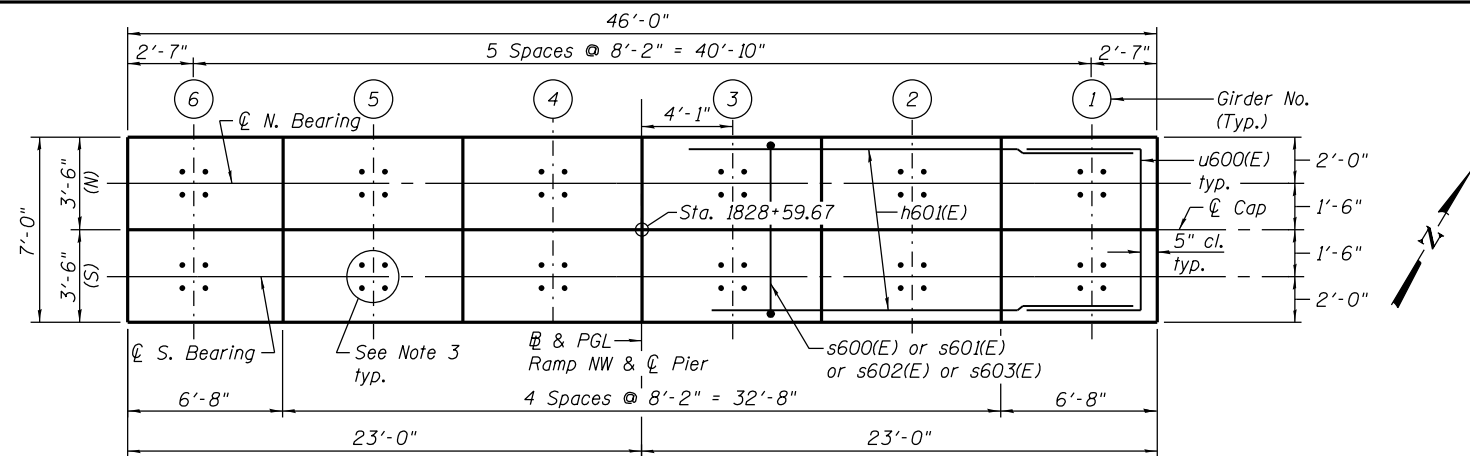 46'-0"
5 Spaces @ 8'-2" = 40'-10"
2'-7"
2'-7"
6
5
4
3
2
1
Girder No.
(Typ.)
4'-1"
℄ N. Bearing
u600(E)
typ.
2'-0"
1'-6"
1'-6"
2'-0"
7'-0"
3'-6"
(N)
3'-6"
(S)
Sta. 1828+59.67
h601(E)
℄ Cap
5" cl.
typ.
N
℄ S. Bearing
See Note 3
typ.
B & PGL
Ramp NW & ℄ Pier
s600(E) or s601(E)
or s602(E) or s603(E)
6'-8"
4 Spaces @ 8'-2" = 32'-8"
6'-8"
23'-0"
23'-0"